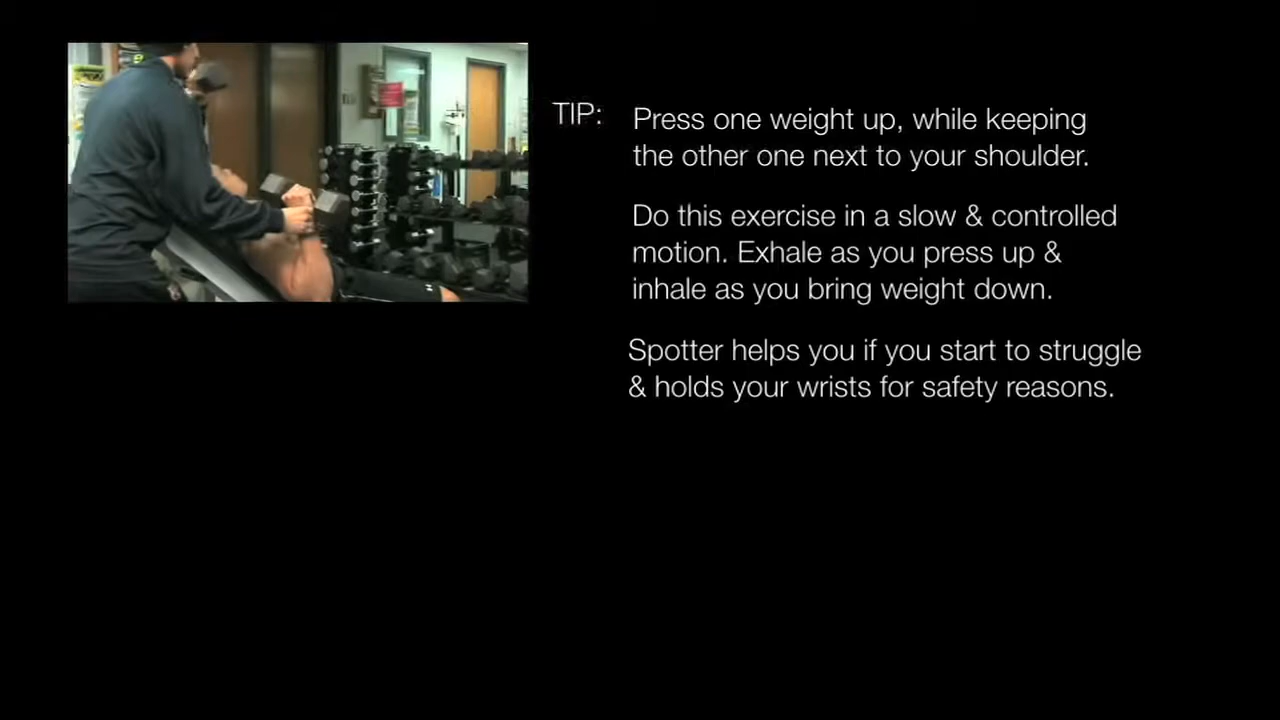 TIP:
Press one weight up, while keeping
the other one next to your shoulder.
Do this exercise in a slow & controlled
motion. Exhale as you press up &
inhale as you bring weight down.
Spotter helps you if you start to struggle
& holds your wrists for safety reasons.